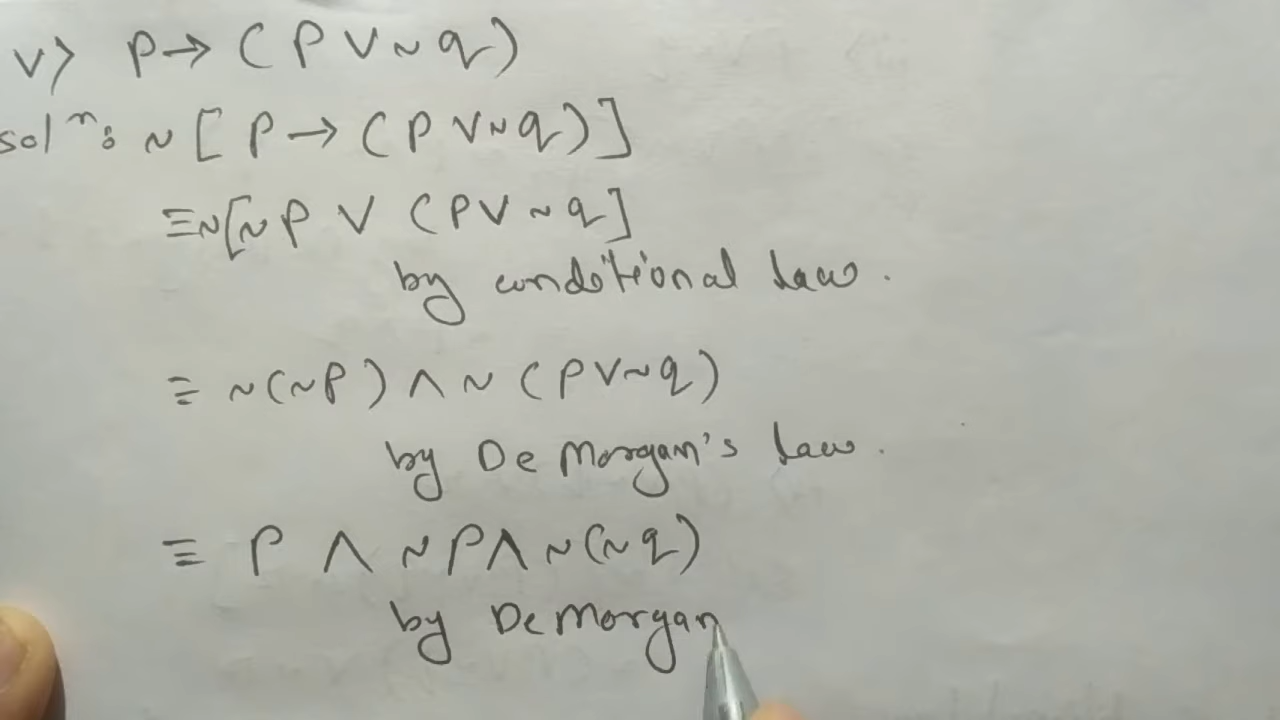 v) p → (p ∨ ~ q)
solⁿ: ~ [ p → (p ∨ ~ q) ]
≡ ~ [ ~ p ∨ (p ∨ ~ q ]
by conditional law.
≡ ~ (~ p) ∧ ~ (p ∨ ~ q)
by De Morgan's law.
≡ p ∧ ~ p ∧ ~ (~ q)
by De Morgan